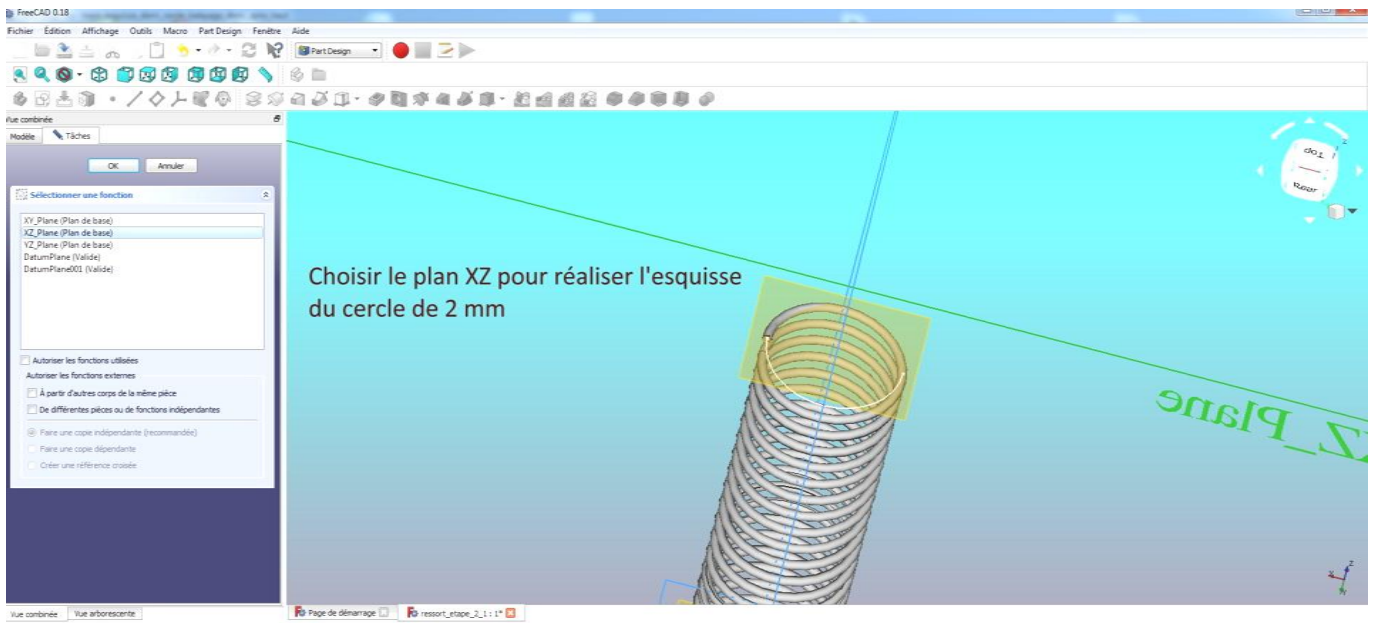 FreeCAD 0.18
Fichier Edition Affichage Outils Macro Part Design Fenêtre Aide
Part Design
Vue combinée
Modèle Tâches
OK Annuler
Sélectionner une fonction
XY_Plane (Plan de base)
XZ_Plane (Plan de base)
YZ_Plane (Plan de base)
DatumPlane (Valide)
DatumPlane001 (Valide)
Autoriser les fonctions utilisées
Autoriser les fonctions externes
À partir d'autres corps de la même pièce
De différentes pièces ou de fonctions indépendantes
Faire une copie indépendante (recommandée)
Faire une copie dépendante
Créer une référence croisée
Choisir le plan XZ pour réaliser l'esquisse
du cercle de 2 mm
Top
Rear
z
XZ_Plane
x
z
y
Vue combinée Vue arborescente
Page de démarrage ressort_etape_2_1 : 1*